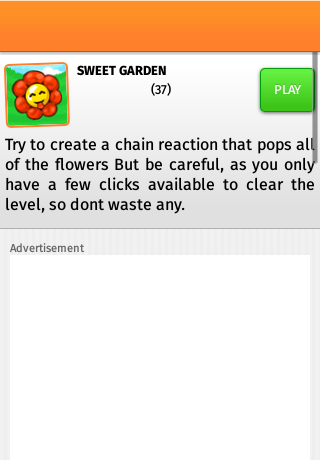 SWEET GARDEN
(37)
PLAY
Try to create a chain reaction that pops all
of the flowers But be careful, as you only
have a few clicks available to clear the
level, so dont waste any.
Advertisement